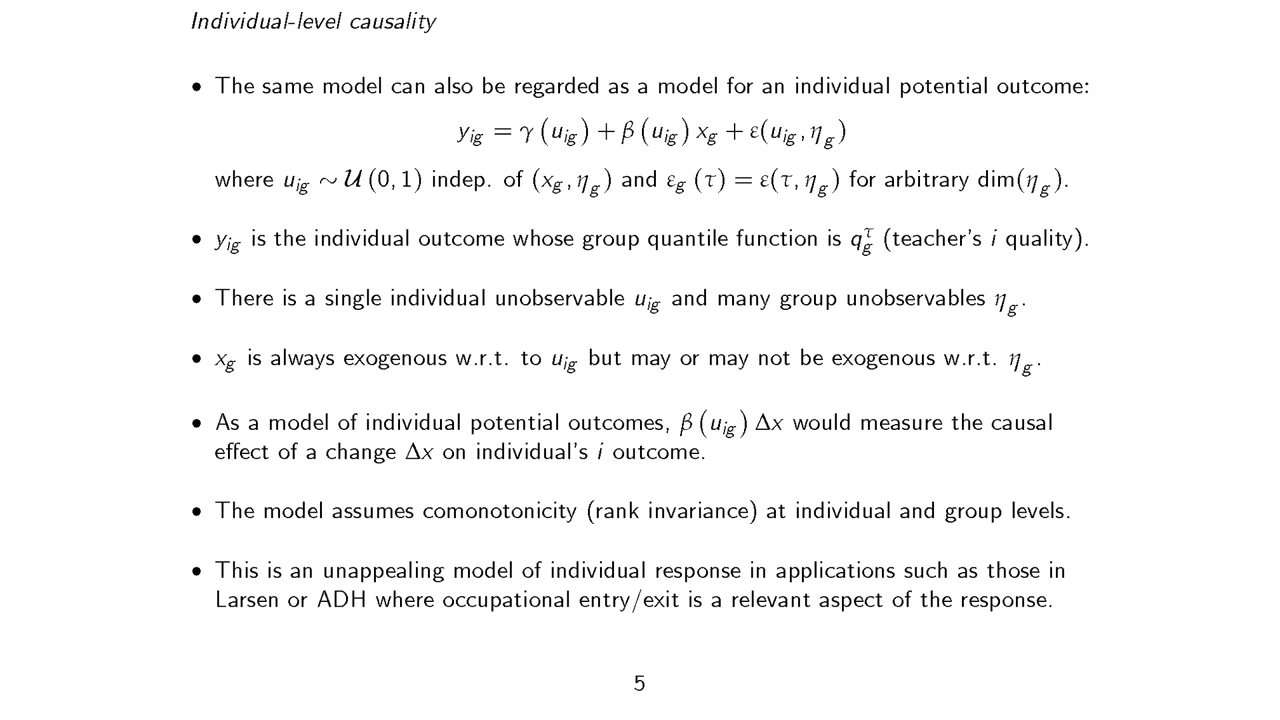 Individual-level causality
• The same model can also be regarded as a model for an individual potential outcome:
y_{ig} = γ (u_{ig}) + β (u_{ig}) x_g + ε(u_{ig}, η_g)
where u_{ig} ∼ 𝒰 (0, 1) indep. of (x_g, η_g) and ε_g (τ) = ε(τ, η_g) for arbitrary dim(η_g).
• y_{ig} is the individual outcome whose group quantile function is q_g^τ (teacher's i quality).
• There is a single individual unobservable u_{ig} and many group unobservables η_g.
• x_g is always exogenous w.r.t. to u_{ig} but may or may not be exogenous w.r.t. η_g.
• As a model of individual potential outcomes, β (u_{ig}) Δx would measure the causal
effect of a change Δx on individual's i outcome.
• The model assumes comonotonicity (rank invariance) at individual and group levels.
• This is an unappealing model of individual response in applications such as those in
Larsen or ADH where occupational entry/exit is a relevant aspect of the response.
5